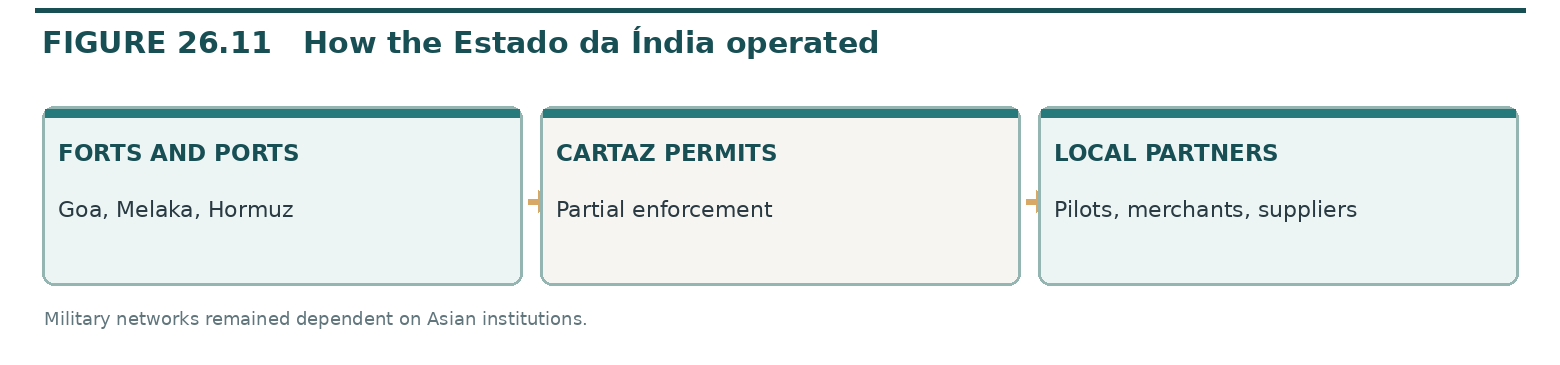 FIGURE 26.11 How the Estado da Índia operated
FORTS AND PORTS
Goa, Melaka, Hormuz
CARTAZ PERMITS
Partial enforcement
LOCAL PARTNERS
Pilots, merchants, suppliers
Military networks remained dependent on Asian institutions.